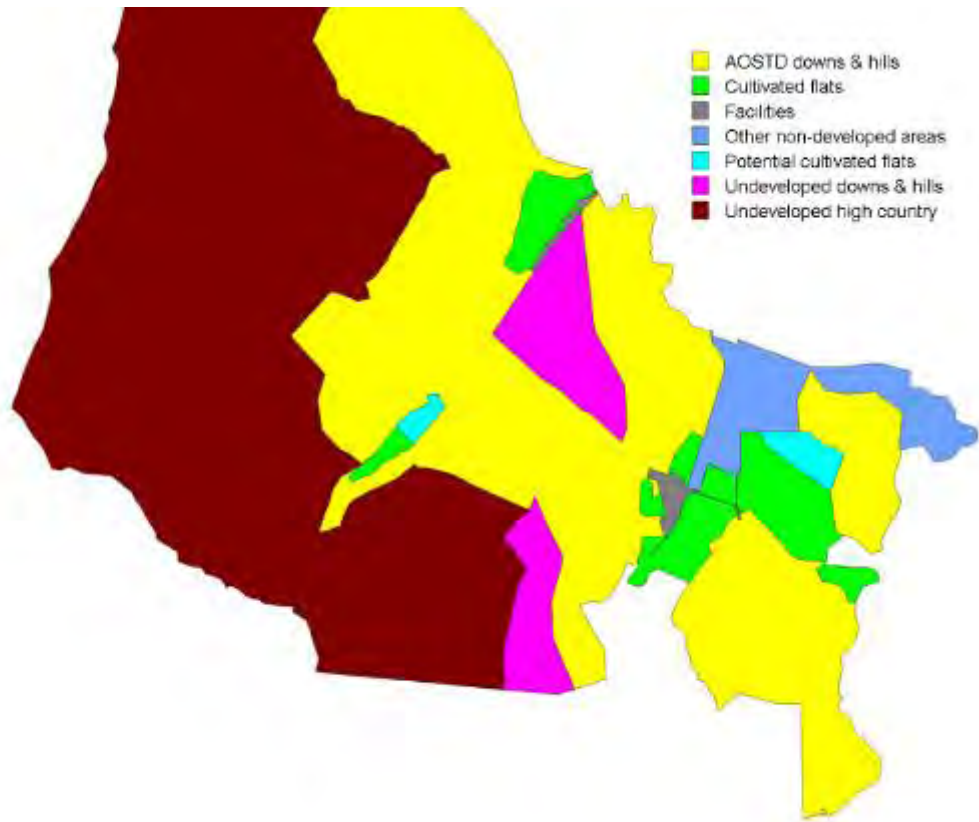 AOSTD downs & hills
Cultivated flats
Facilities
Other non-developed areas
Potential cultivated flats
Undeveloped downs & hills
Undeveloped high country